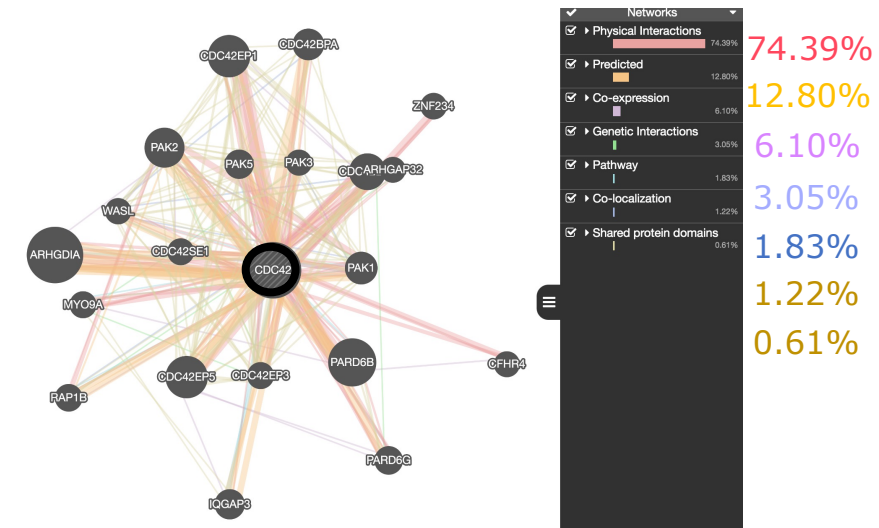 Networks
Physical Interactions
74.39%
74.39%
Predicted
12.80%
12.80%
Co-expression
6.10%
6.10%
Genetic Interactions
3.05%
3.05%
Pathway
1.83%
1.83%
Co-localization
1.22%
1.22%
Shared protein domains
0.61%
0.61%
CDC42EP1
CDC42BPA
ZNF234
PAK2
PAK5
PAK3
ARHGAP32
WASL
CDC42SE1
ARHGDIA
CDC42
PAK1
MYO9A
PARD6B
CFHR4
CDC42EP5
CDC42EP3
RAP1B
PARD6G
IQGAP3